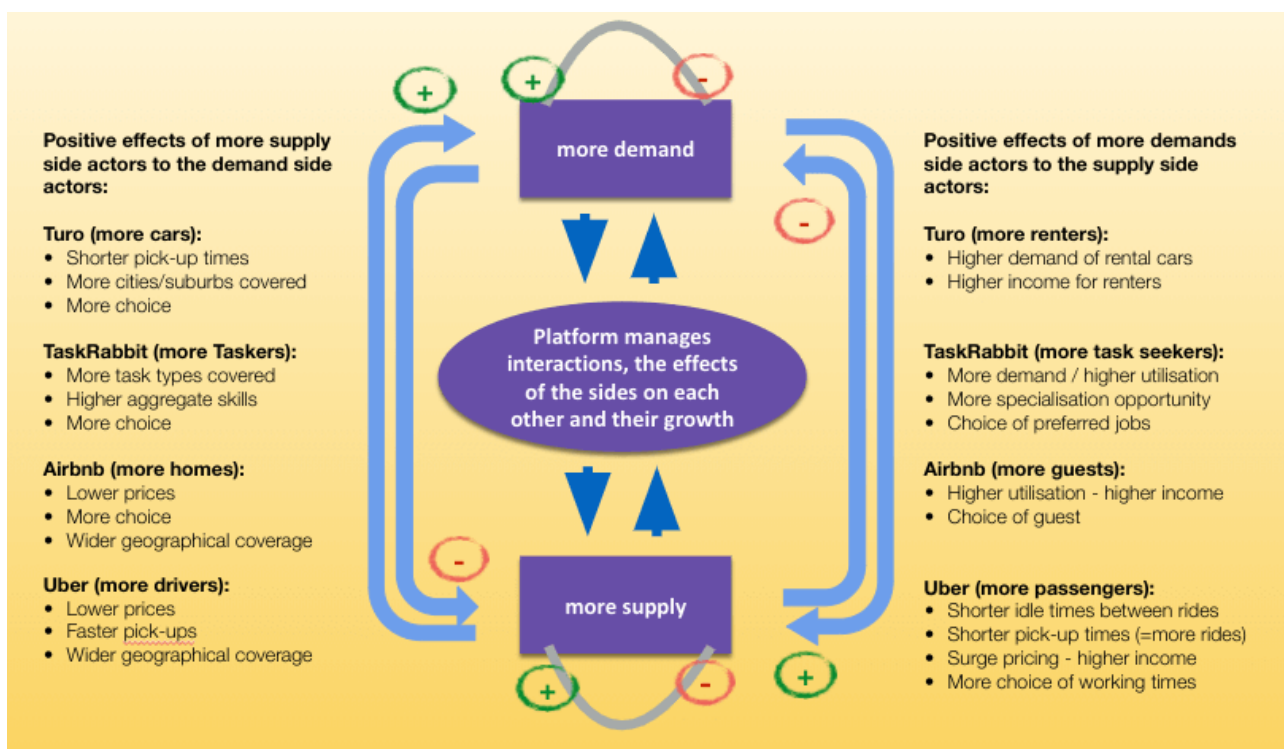 +
+
-
Positive effects of more supply
side actors to the demand side
actors:
Turo (more cars):
• Shorter pick-up times
• More cities/suburbs covered
• More choice
TaskRabbit (more Taskers):
• More task types covered
• Higher aggregate skills
• More choice
Airbnb (more homes):
• Lower prices
• More choice
• Wider geographical coverage
Uber (more drivers):
• Lower prices
• Faster pick-ups
• Wider geographical coverage
more demand
-
Platform manages
interactions, the effects
of the sides on each
other and their growth
-
more supply
+
-
+
Positive effects of more demands
side actors to the supply side
actors:
Turo (more renters):
• Higher demand of rental cars
• Higher income for renters
TaskRabbit (more task seekers):
• More demand / higher utilisation
• More specialisation opportunity
• Choice of preferred jobs
Airbnb (more guests):
• Higher utilisation - higher income
• Choice of guest
Uber (more passengers):
• Shorter idle times between rides
• Shorter pick-up times (=more rides)
• Surge pricing - higher income
• More choice of working times